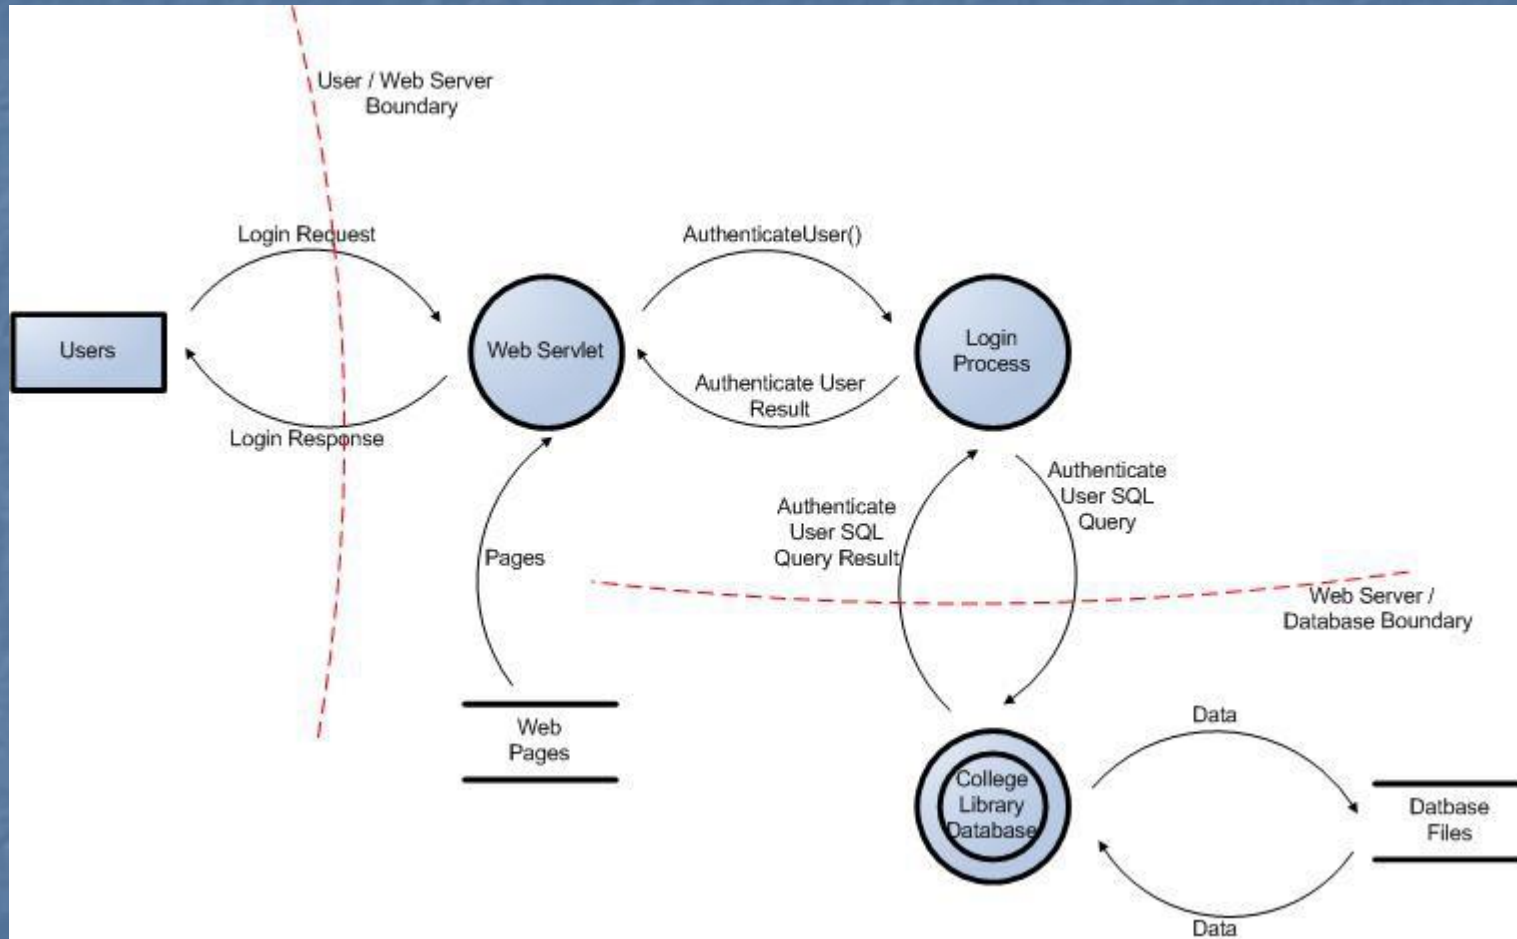 User / Web Server
Boundary
Login Request
AuthenticateUser()
Users
Web Servlet
Login
Process
Authenticate User
Result
Login Response
Authenticate
User SQL
Query
Authenticate
User SQL
Query Result
Pages
Web Server /
Database Boundary
Web
Pages
Data
College
Library
Database
Datbase
Files
Data